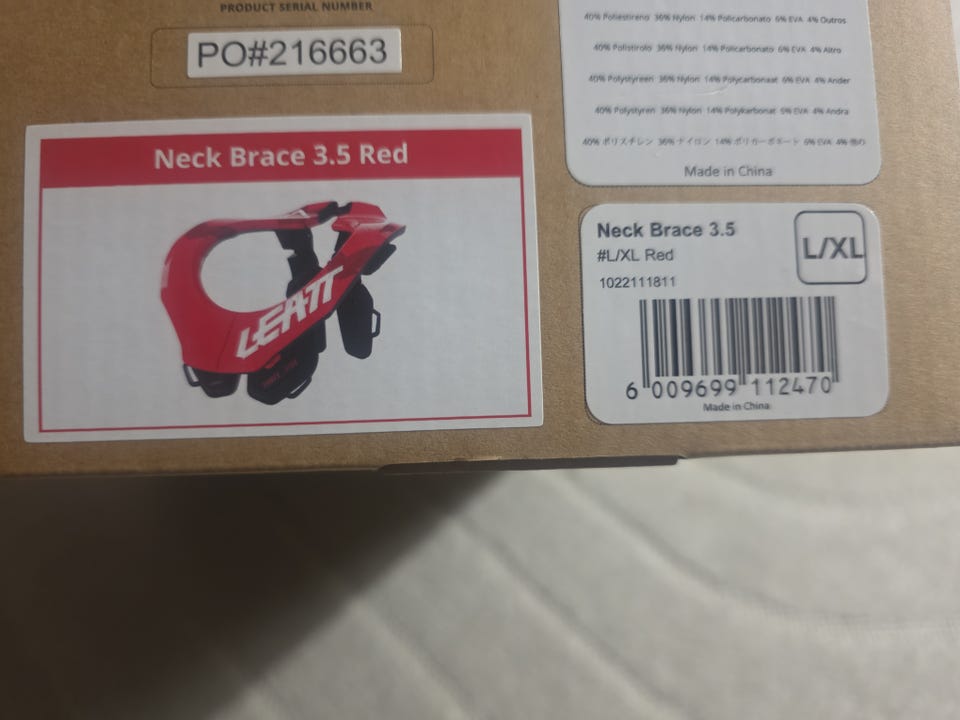 PRODUCT SERIAL NUMBER
PO#216663
Neck Brace 3.5 Red
LEATT
40% Poliestireno 36% Nylon 14% Policarbonato 6% EVA 4% Outros
40% Polistirolo 36% Nylon 14% Policarbonato 6% EVA 4% Altro
40% Polystyreen 36% Nylon 14% Polycarbonaat 6% EVA 4% Ander
40% Polystyren 36% Nylon 14% Polykarbonat 6% EVA 4% Andra
40% ポリスチレン 36% ナイロン 14% ポリカーボネート 6% EVA 4% 他の
Made in China
Neck Brace 3.5
L/XL
#L/XL Red
1022111811
6 009699 112470
Made in China